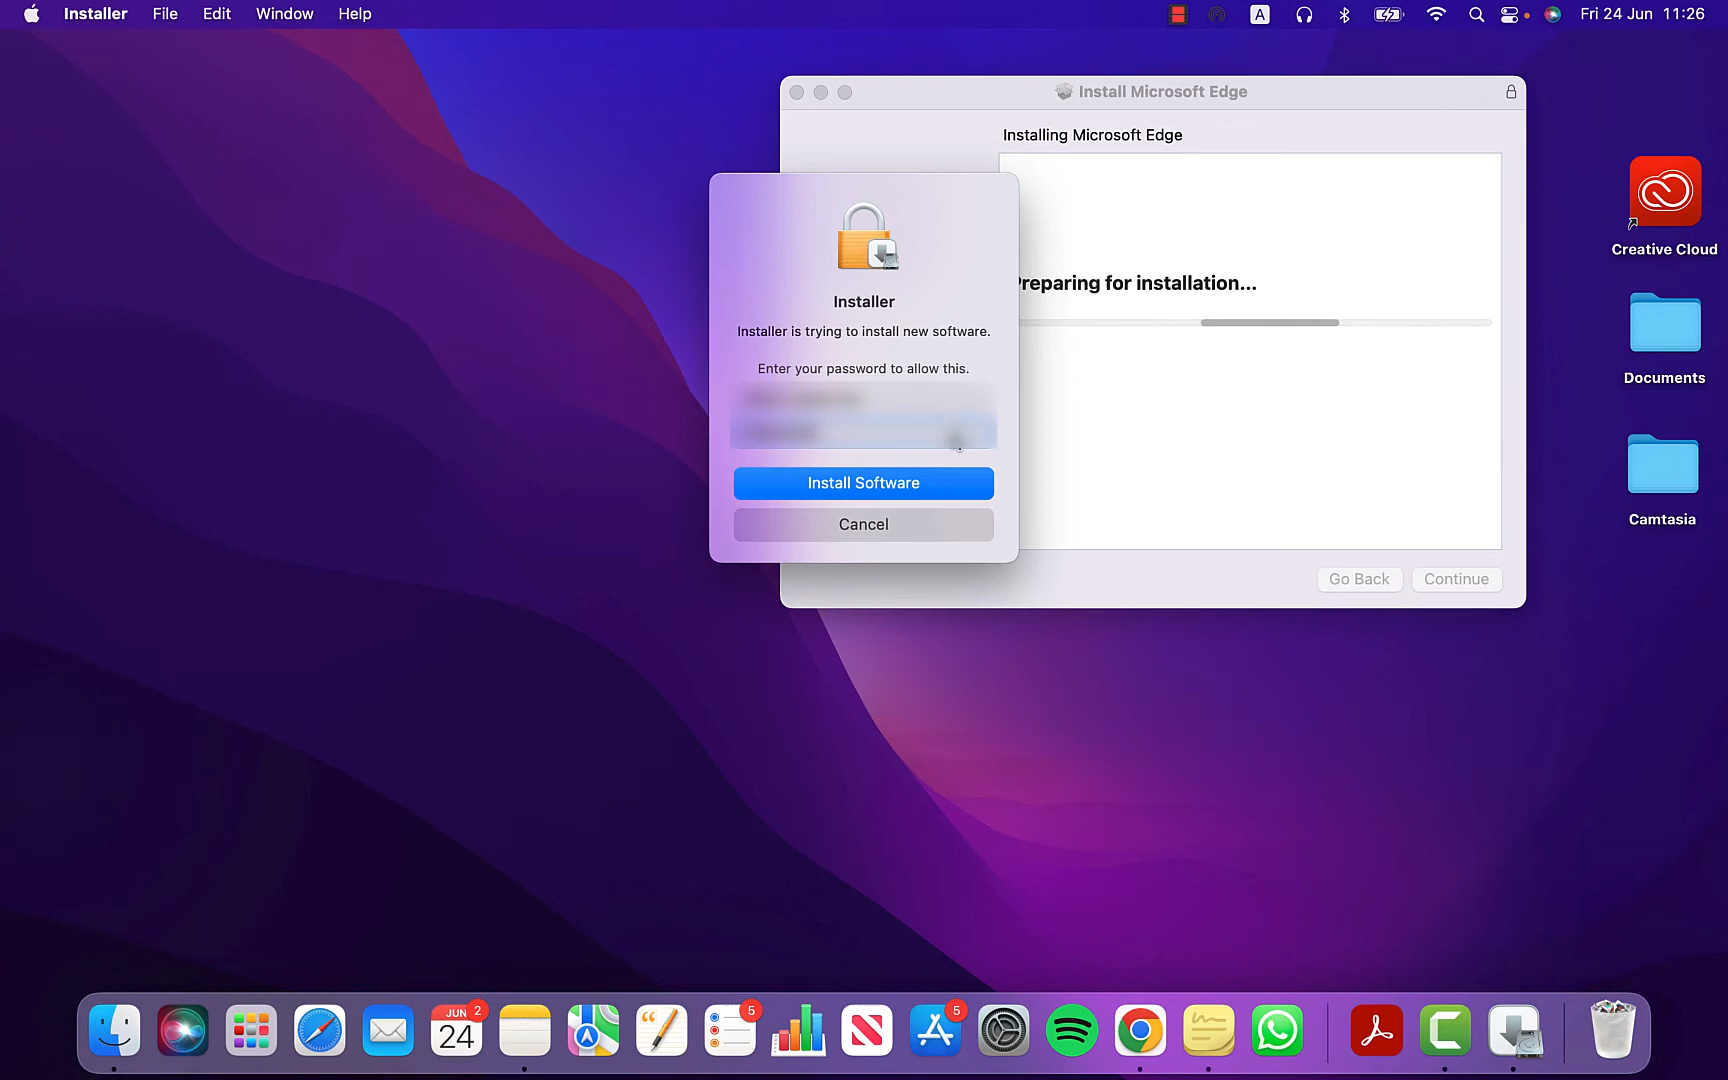 Installer File Edit Window Help
A
Fri 24 Jun 11:26
Install Microsoft Edge
Installing Microsoft Edge
Preparing for installation...
Installer
Installer is trying to install new software.
Enter your password to allow this.
Install Software
Cancel
Go Back Continue
Creative Cloud
Documents
Camtasia
JUN 2
24
5
5